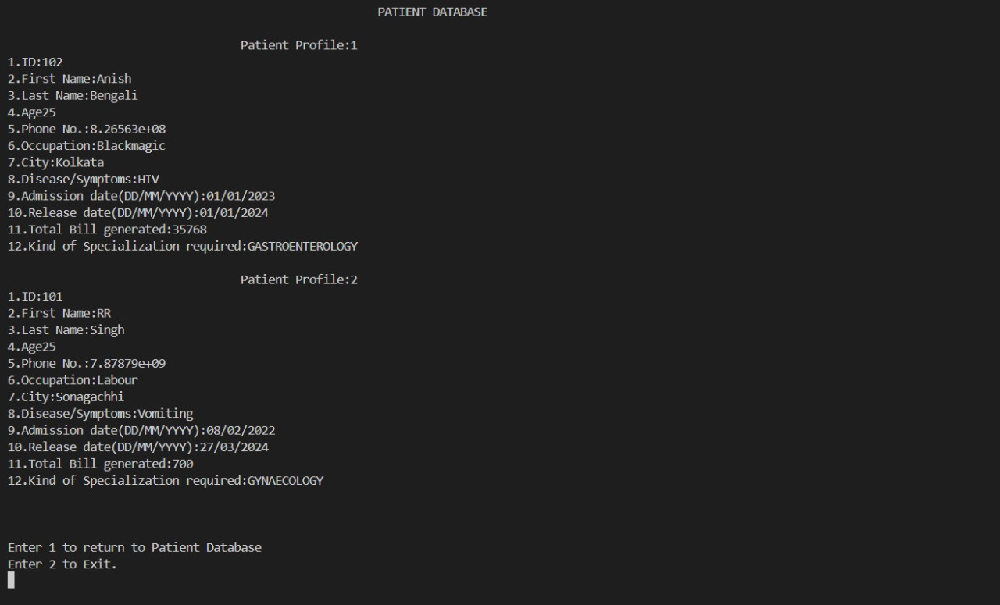 PATIENT DATABASE
Patient Profile:1
1.ID:102
2.First Name:Anish
3.Last Name:Bengali
4.Age25
5.Phone No.:8.26563e+08
6.Occupation:Blackmagic
7.City:Kolkata
8.Disease/Symptoms:HIV
9.Admission date(DD/MM/YYYY):01/01/2023
10.Release date(DD/MM/YYYY):01/01/2024
11.Total Bill generated:35768
12.Kind of Specialization required:GASTROENTEROLOGY
Patient Profile:2
1.ID:101
2.First Name:RR
3.Last Name:Singh
4.Age25
5.Phone No.:7.87879e+09
6.Occupation:Labour
7.City:Sonagachhi
8.Disease/Symptoms:Vomiting
9.Admission date(DD/MM/YYYY):08/02/2022
10.Release date(DD/MM/YYYY):27/03/2024
11.Total Bill generated:700
12.Kind of Specialization required:GYNAECOLOGY
Enter 1 to return to Patient Database
Enter 2 to Exit.